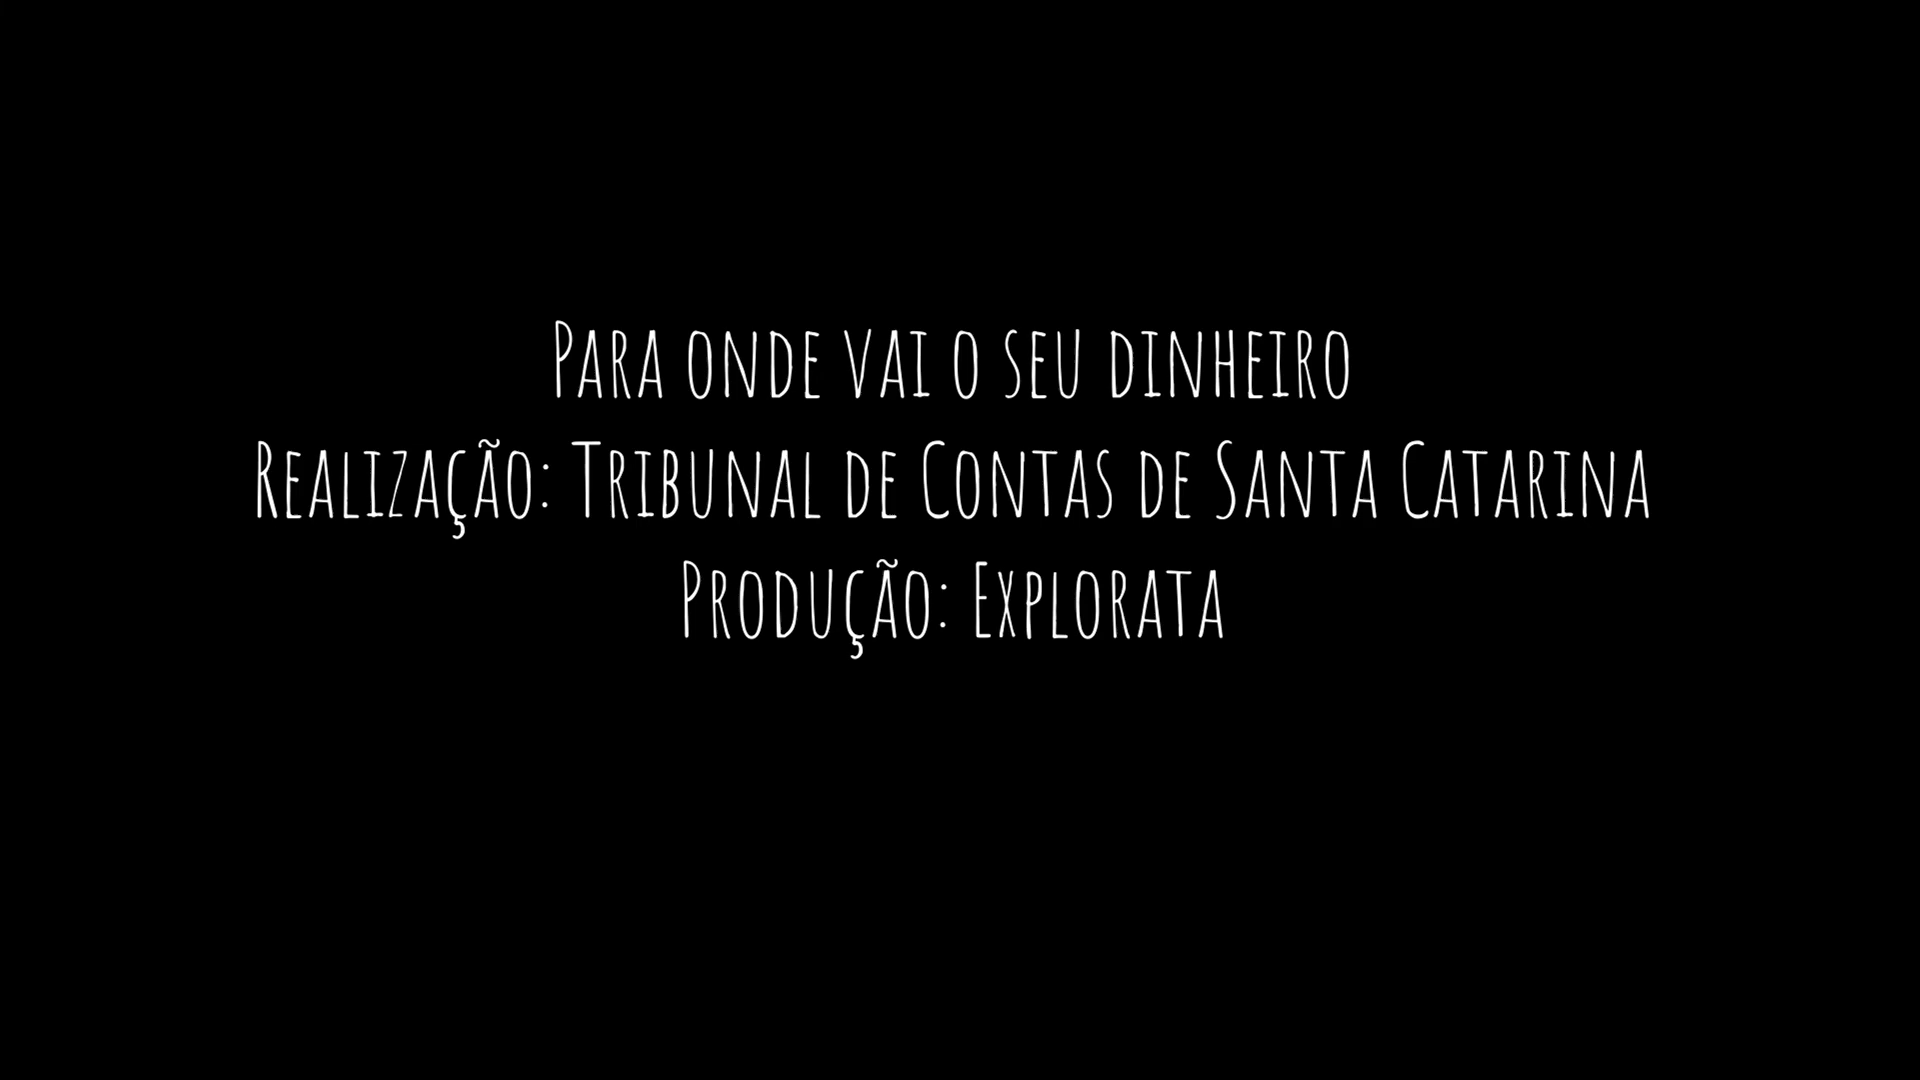 Para onde vai o seu dinheiro
Realização: Tribunal de Contas de Santa Catarina
Produção: Explorata